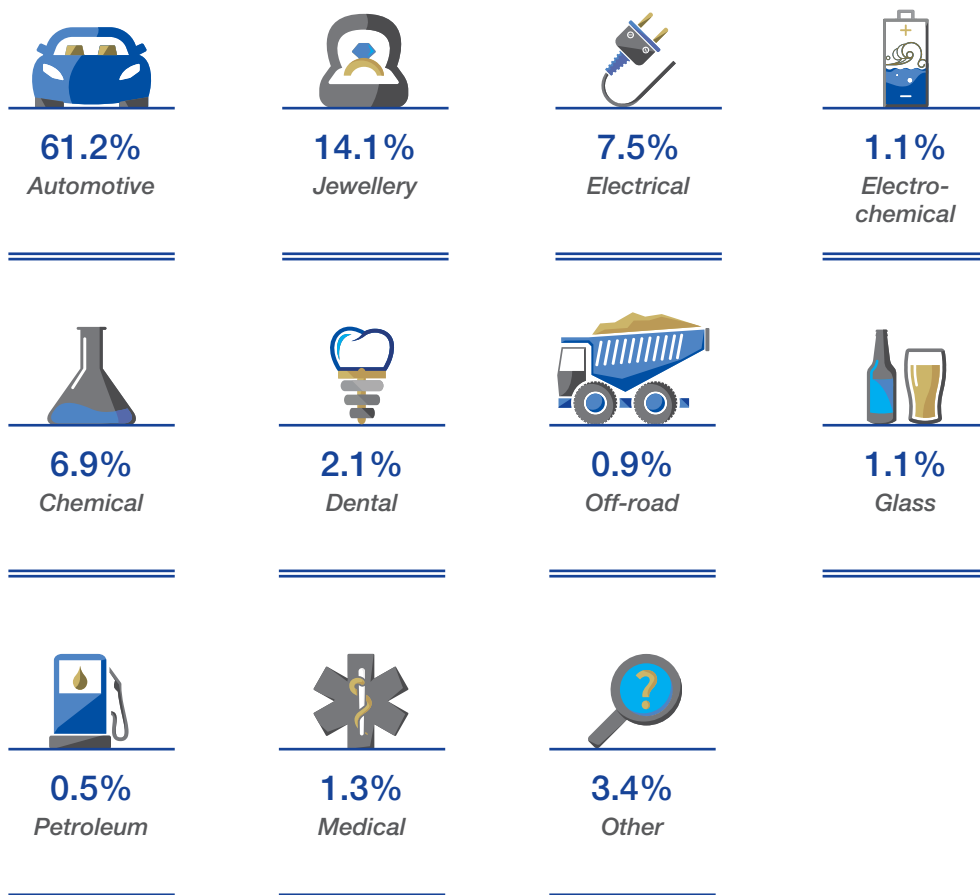 61.2%
Automotive
14.1%
Jewellery
7.5%
Electrical
1.1%
Electro-
chemical
6.9%
Chemical
2.1%
Dental
0.9%
Off-road
1.1%
Glass
0.5%
Petroleum
1.3%
Medical
?
3.4%
Other